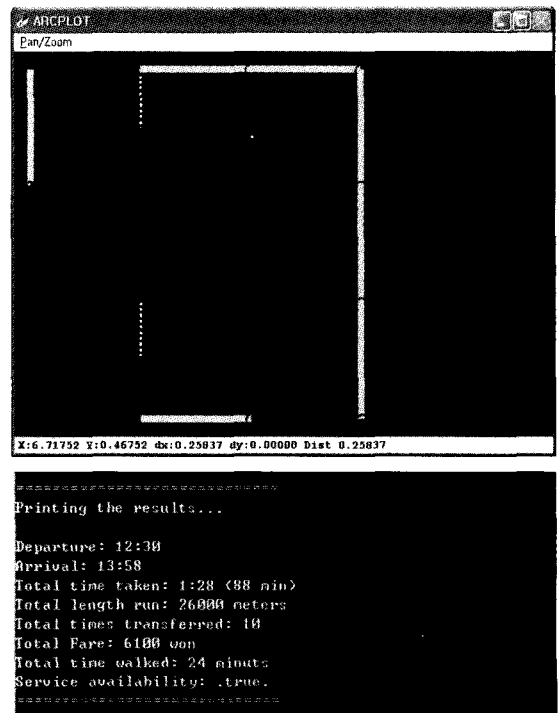 ARCPLOT
Pan/Zoom
X:6.71752 Y:0.46752 dx:0.25837 dy:0.00000 Dist 0.25837
==============================
Printing the results...
Departure: 12:30
Arrival: 13:58
Total time taken: 1:28 (88 min)
Total length run: 26000 meters
Total times transferred: 10
Total Fare: 6100 won
Total time walked: 24 minuts
Service availability: .true.
==============================